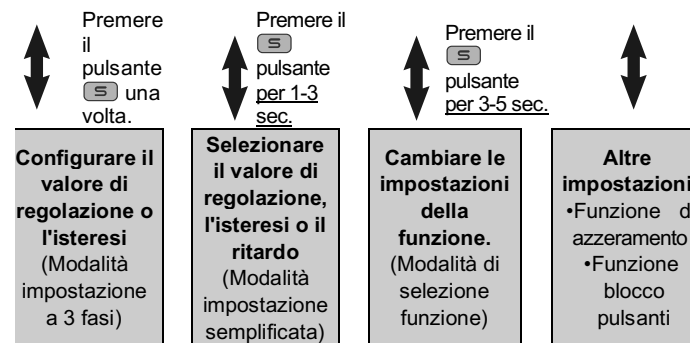 Premere
il
pulsante
S una
volta.
Configurare il
valore di
regolazione o
l'isteresi
(Modalità
impostazione
a 3 fasi)
Premere il
S
pulsante
per 1-3
sec.
Selezionare
il valore di
regolazione,
l'isteresi o il
ritardo
(Modalità
impostazione
semplificata)
Premere il
S
pulsante
per 3-5 sec.
Cambiare le
impostazioni
della
funzione.
(Modalità di
selezione
funzione)
Altre
impostazioni
•Funzione d
azzeramento
•Funzione
blocco
pulsanti